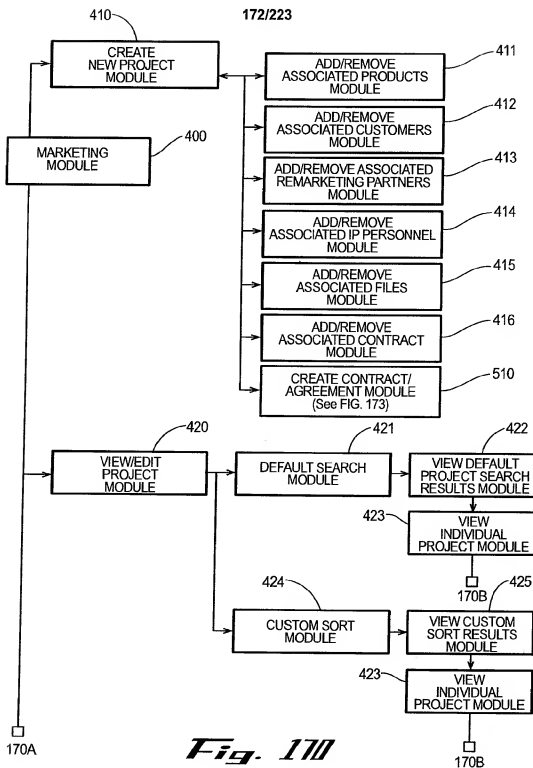 172/223
410
CREATE
NEW PROJECT
MODULE
MARKETING
MODULE
400
ADD/REMOVE
ASSOCIATED PRODUCTS
MODULE
411
ADD/REMOVE
ASSOCIATED CUSTOMERS
MODULE
412
ADD/REMOVE ASSOCIATED
REMARKETING PARTNERS
MODULE
413
ADD/REMOVE
ASSOCIATED IP PERSONNEL
MODULE
414
ADD/REMOVE
ASSOCIATED FILES
MODULE
415
ADD/REMOVE
ASSOCIATED CONTRACT
MODULE
416
CREATE CONTRACT/
AGREEMENT MODULE
(See FIG. 173)
510
420
VIEW/EDIT
PROJECT
MODULE
421
DEFAULT SEARCH
MODULE
422
VIEW DEFAULT
PROJECT SEARCH
RESULTS MODULE
423
VIEW
INDIVIDUAL
PROJECT MODULE
170B
424
CUSTOM SORT
MODULE
425
VIEW CUSTOM
SORT RESULTS
MODULE
423
VIEW
INDIVIDUAL
PROJECT MODULE
170B
170A
Fig. 170